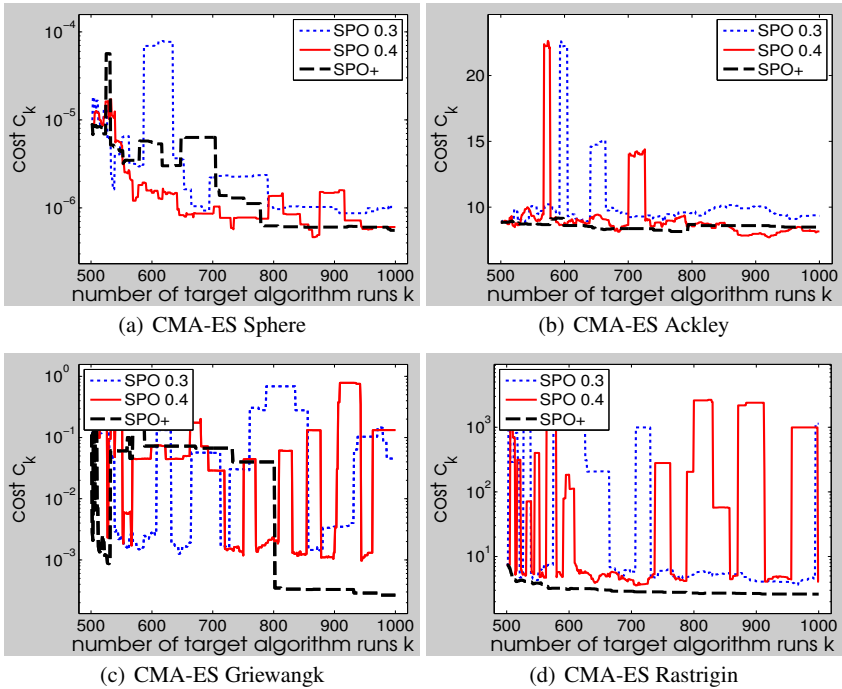 SPO 0.3
SPO 0.4
SPO+
10⁻⁴
10⁻⁵
10⁻⁶
cost c_k
500 600 700 800 900 1000
number of target algorithm runs k
(a) CMA-ES Sphere
SPO 0.3
SPO 0.4
SPO+
20
15
10
cost c_k
500 600 700 800 900 1000
number of target algorithm runs k
(b) CMA-ES Ackley
SPO 0.3
SPO 0.4
SPO+
10⁰
10⁻¹
10⁻²
10⁻³
cost c_k
500 600 700 800 900 1000
number of target algorithm runs k
(c) CMA-ES Griewangk
SPO 0.3
SPO 0.4
SPO+
10³
10²
10¹
cost c_k
500 600 700 800 900 1000
number of target algorithm runs k
(d) CMA-ES Rastrigin